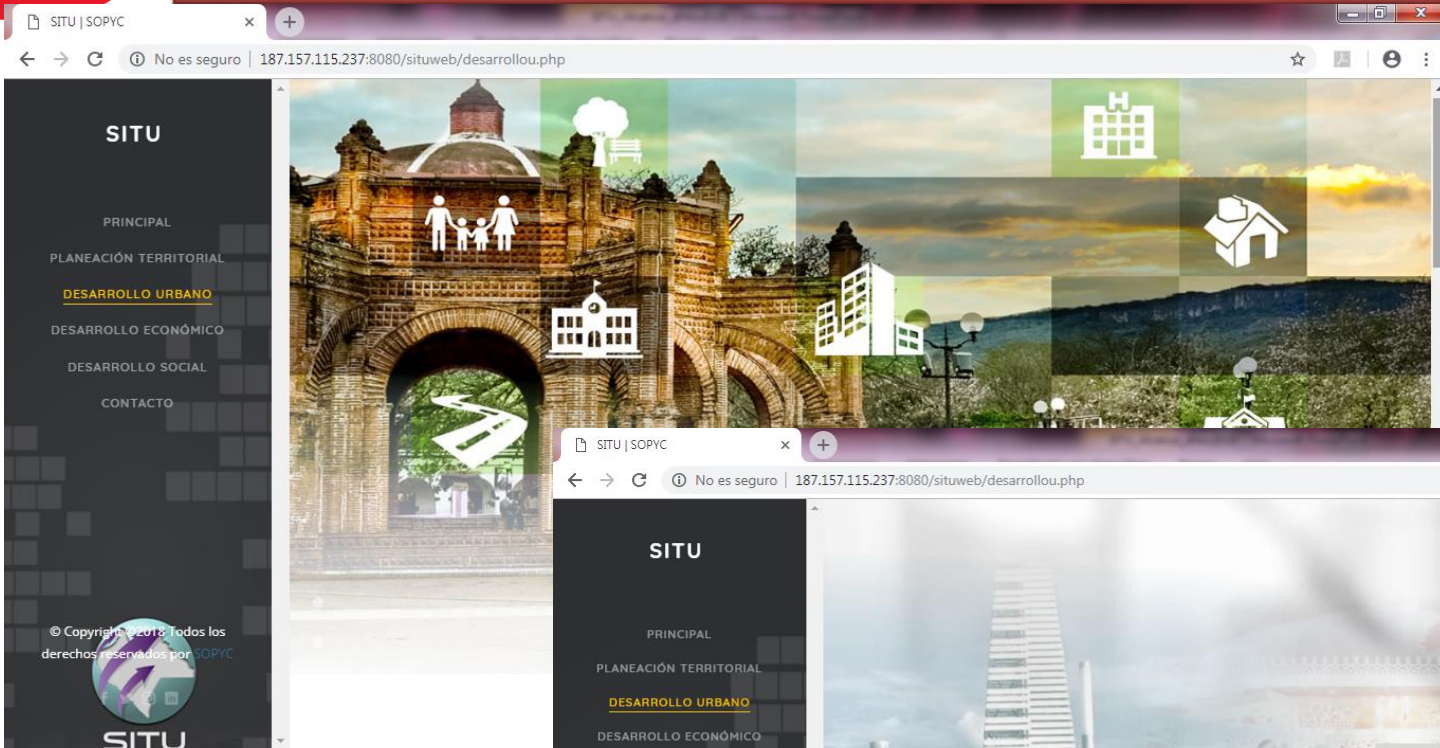 SITU | SOPYC
No es seguro | 187.157.115.237:8080/situweb/desarrollou.php
SITU
PRINCIPAL
PLANEACIÓN TERRITORIAL
DESARROLLO URBANO
DESARROLLO ECONÓMICO
DESARROLLO SOCIAL
CONTACTO
© Copyright ©2018 Todos los
derechos reservados por SOPYC
SITU
H
SITU | SOPYC
No es seguro | 187.157.115.237:8080/situweb/desarrollou.php
SITU
PRINCIPAL
PLANEACIÓN TERRITORIAL
DESARROLLO URBANO
DESARROLLO ECONÓMICO